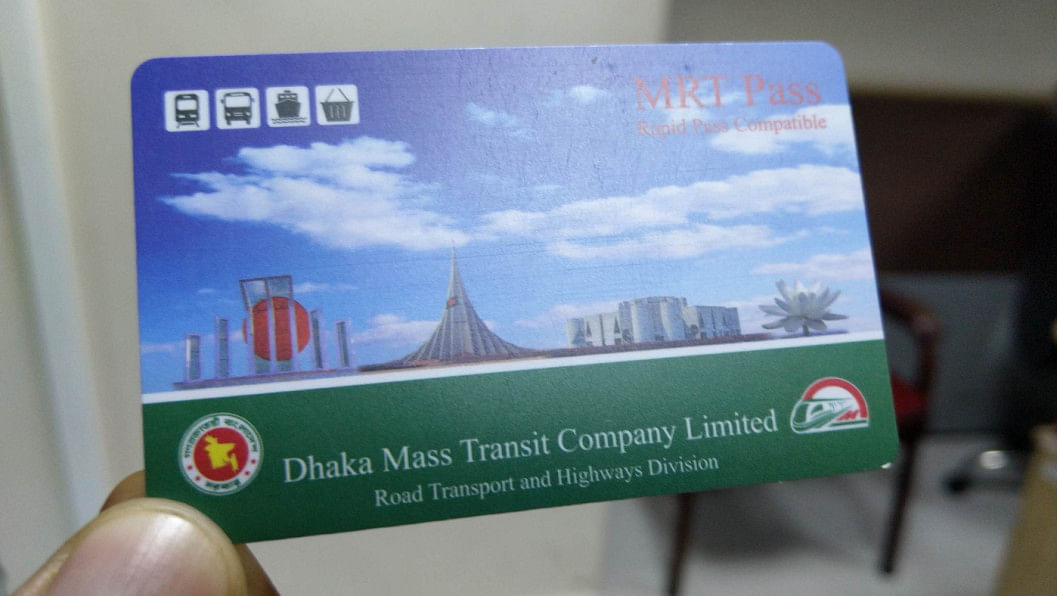 MRT Pass
Rapid Pass Compatible
Dhaka Mass Transit Company Limited
Road Transport and Highways Division